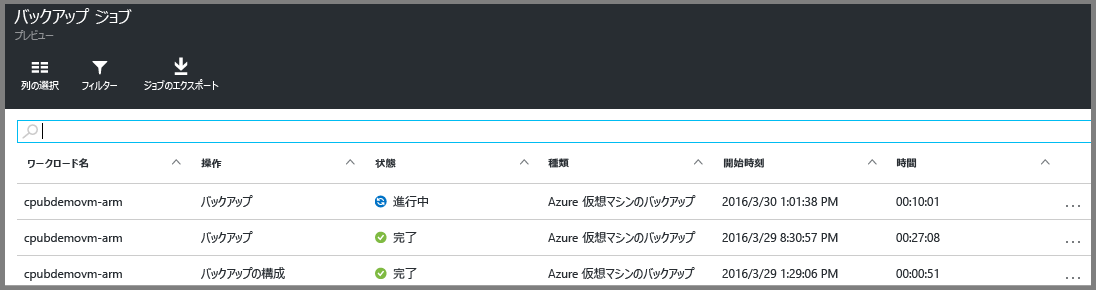 バックアップ ジョブ
プレビュー
列の選択 フィルター ジョブのエクスポート
ワークロード名 操作 状態 種類 開始時刻 時間
cpubdemovm-arm バックアップ 進行中 Azure 仮想マシンのバックアップ 2016/3/30 1:01:38 PM 00:10:01 ...
cpubdemovm-arm バックアップ 完了 Azure 仮想マシンのバックアップ 2016/3/29 8:30:57 PM 00:27:08 ...
cpubdemovm-arm バックアップの構成 完了 Azure 仮想マシンのバックアップ 2016/3/29 1:29:06 PM 00:00:51 ...